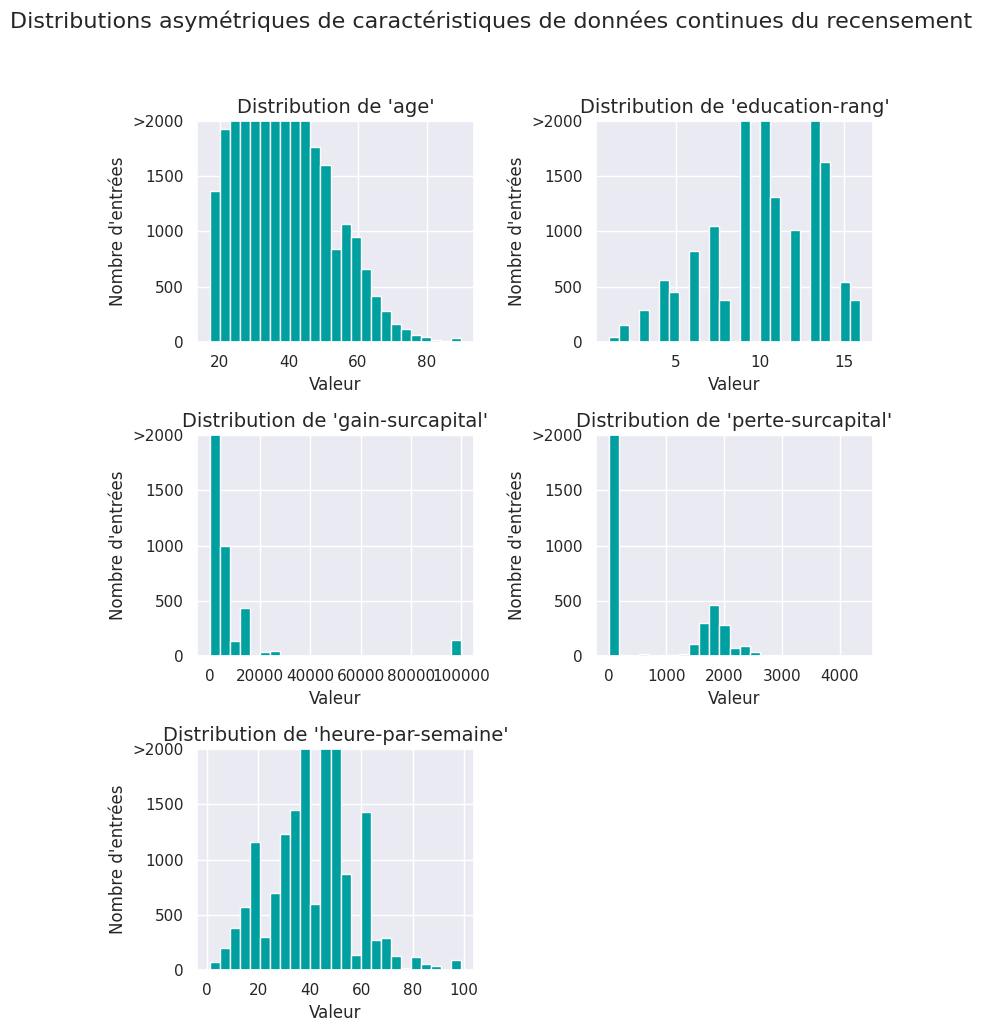 Distributions asymétriques de caractéristiques de données continues du recensement
Distribution de 'age'
Nombre d'entrées
>2000
1500
1000
500
0
20 40 60 80
Valeur
Distribution de 'education-rang'
Nombre d'entrées
>2000
1500
1000
500
0
5 10 15
Valeur
Distribution de 'gain-surcapital'
Nombre d'entrées
>2000
1500
1000
500
0
0 20000 40000 60000 80000 100000
Valeur
Distribution de 'perte-surcapital'
Nombre d'entrées
>2000
1500
1000
500
0
0 1000 2000 3000 4000
Valeur
Distribution de 'heure-par-semaine'
Nombre d'entrées
>2000
1500
1000
500
0
0 20 40 60 80 100
Valeur